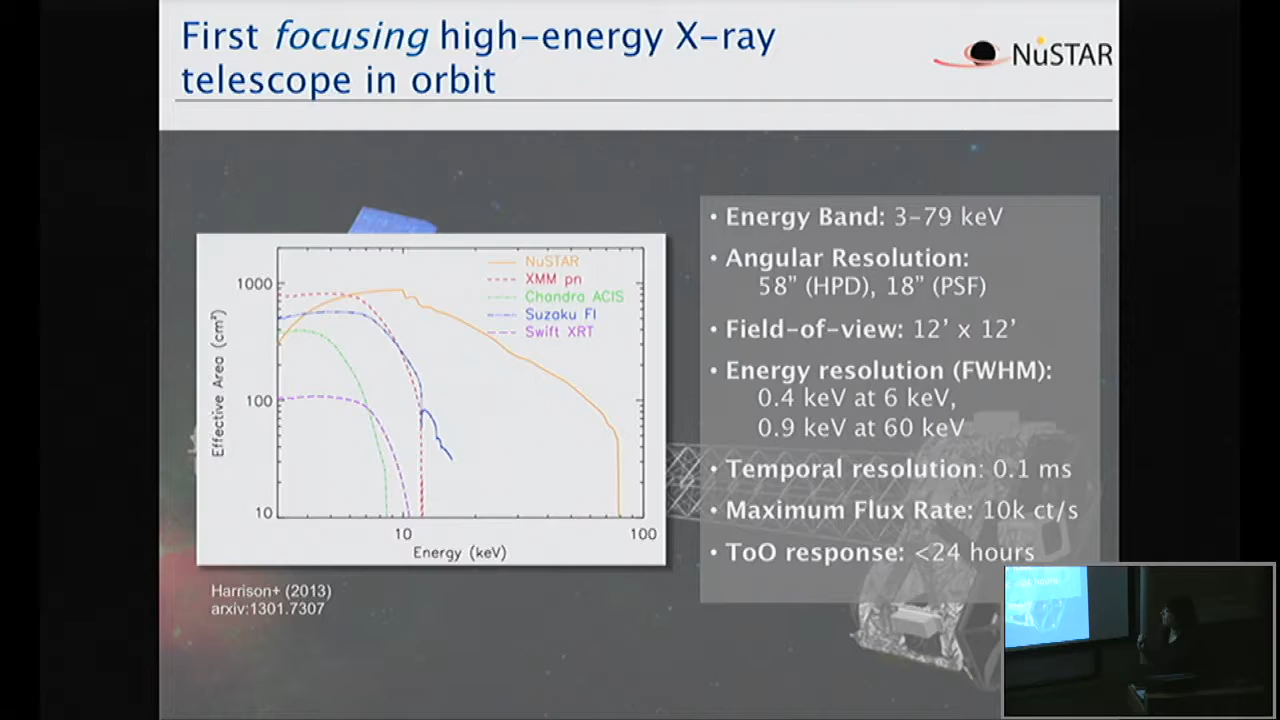 First focusing high-energy X-ray
telescope in orbit
NuSTAR
NuSTAR
XMM pn
Chandra ACIS
Suzaku FI
Swift XRT
1000
100
10
Effective Area (cm²)
10
100
Energy (keV)
Harrison+ (2013)
arxiv:1301.7307
• Energy Band: 3–79 keV
• Angular Resolution:
58” (HPD), 18” (PSF)
• Field-of-view: 12’ x 12’
• Energy resolution (FWHM):
0.4 keV at 6 keV,
0.9 keV at 60 keV
• Temporal resolution: 0.1 ms
• Maximum Flux Rate: 10k ct/s
• ToO response: <24 hours